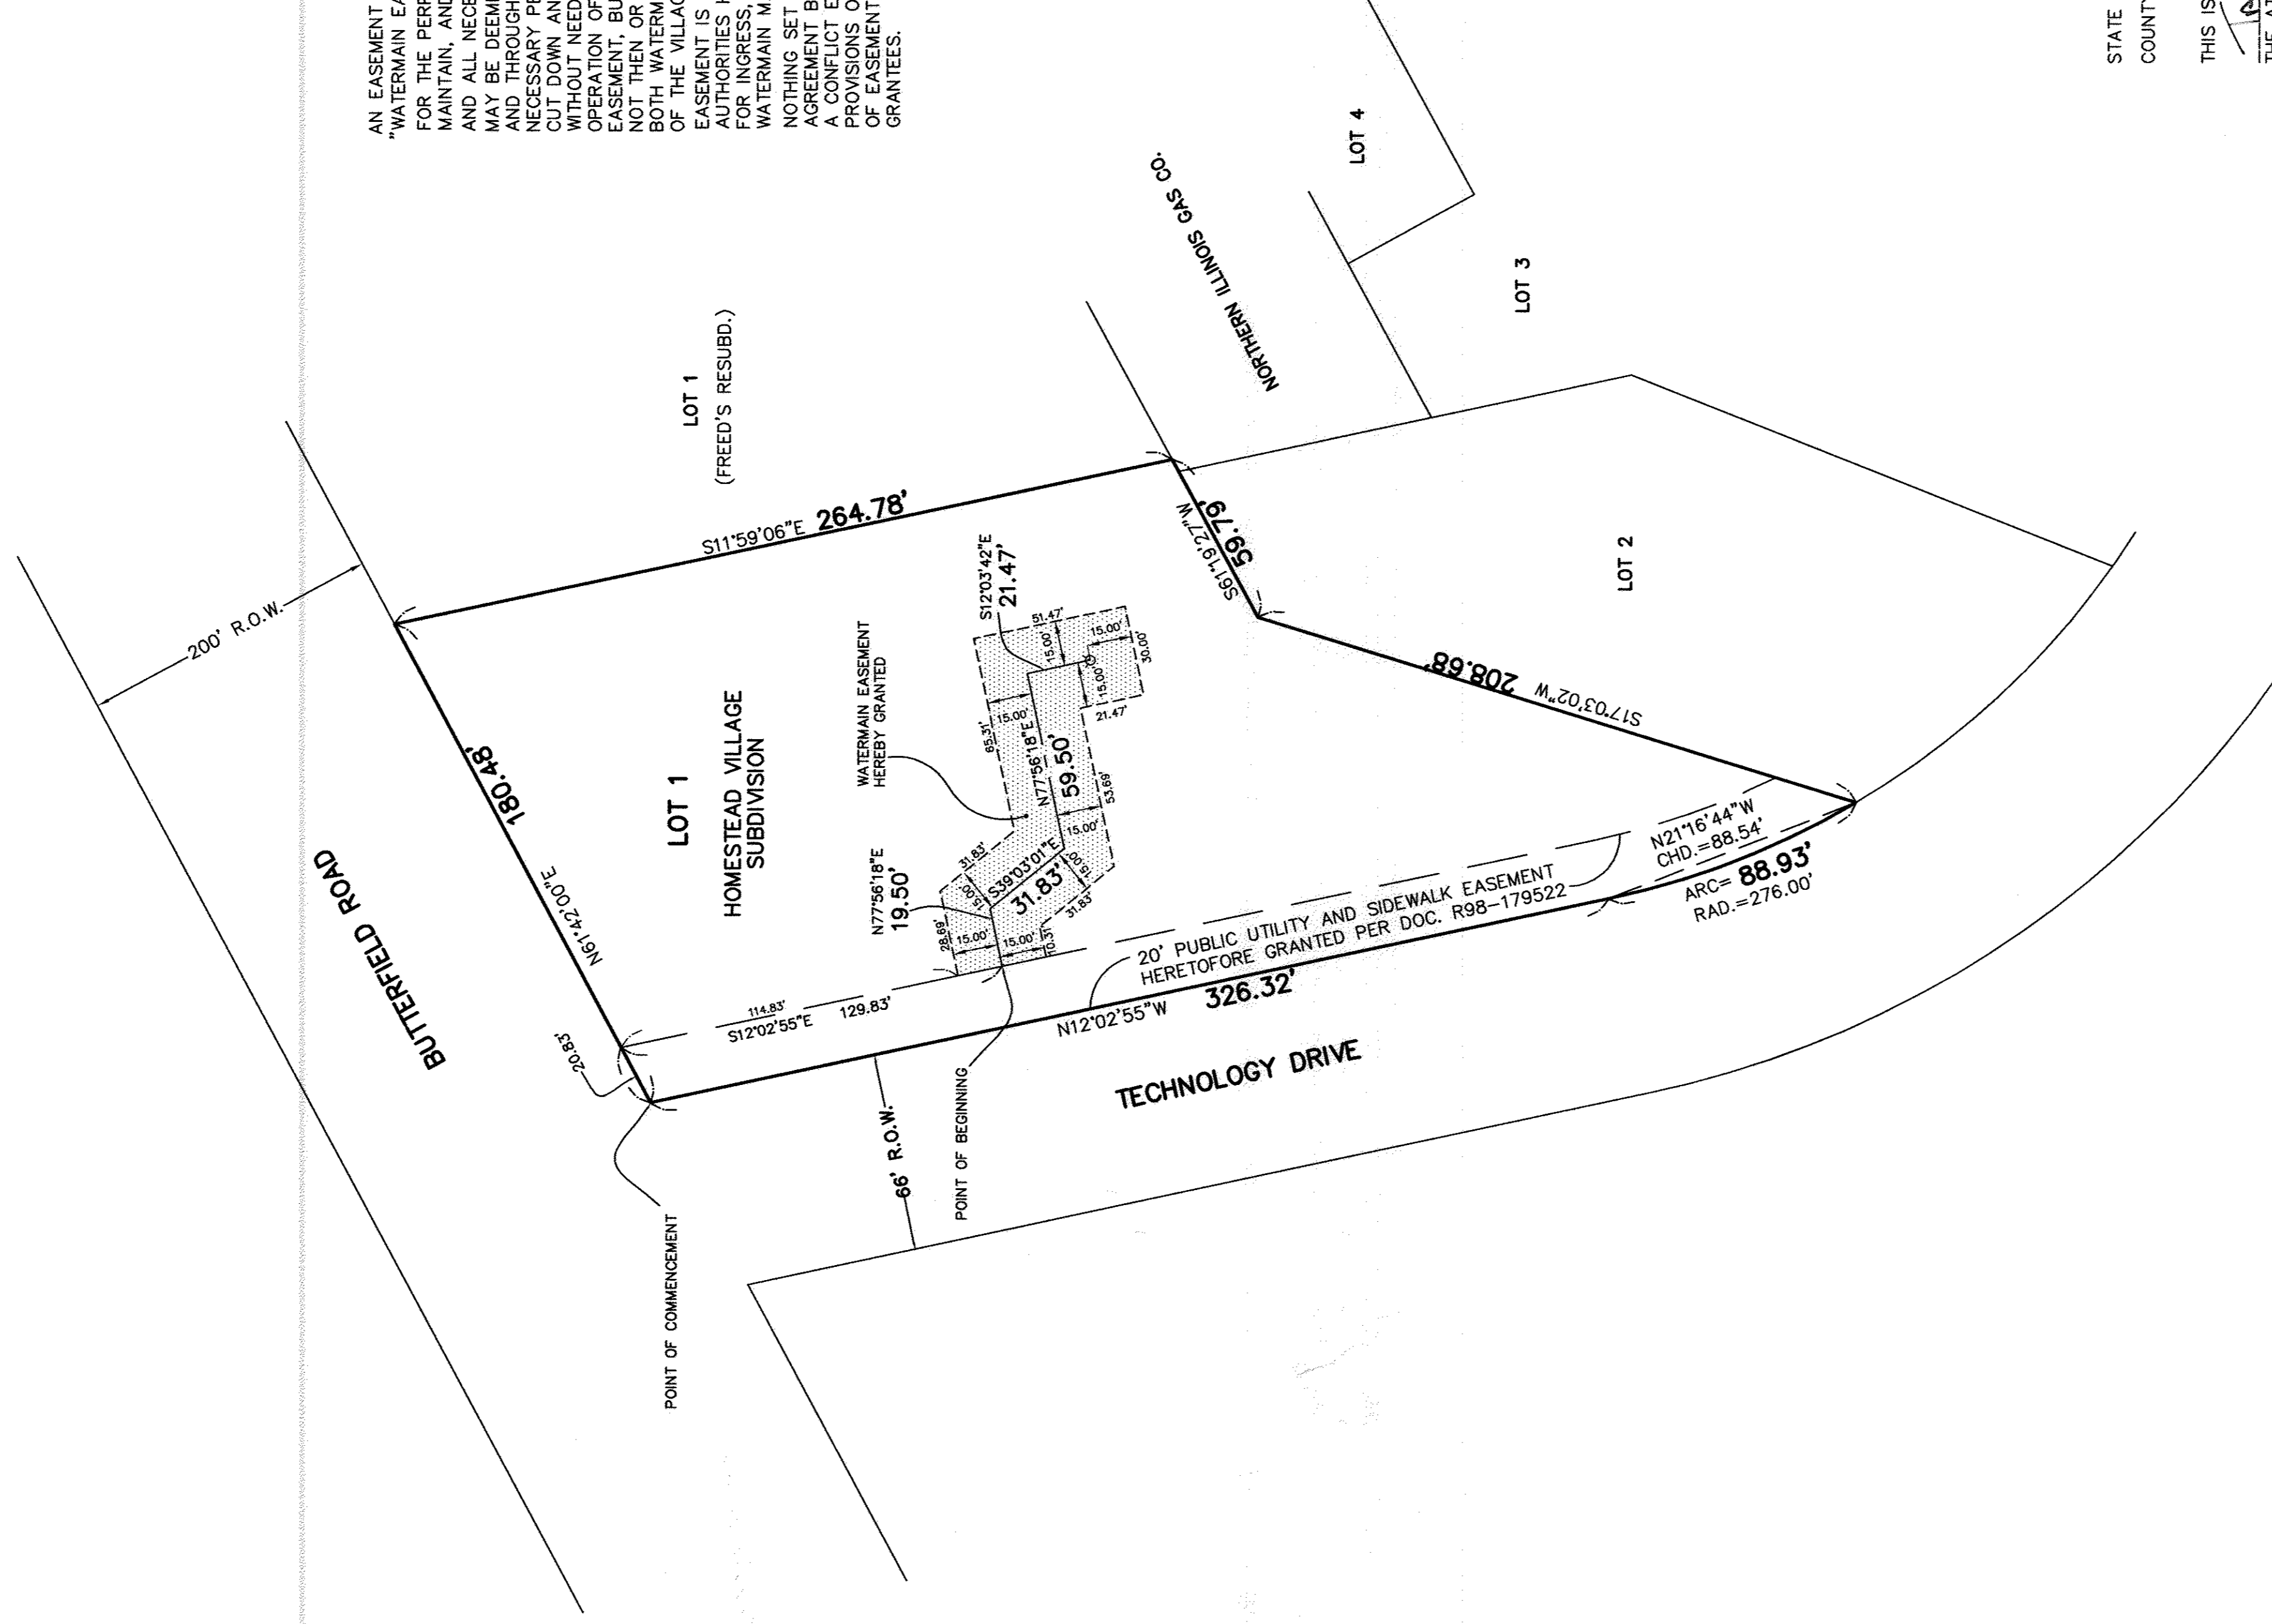 AN EASEMENT
"WATERMAIN EA
FOR THE PERP
MAINTAIN, AND
AND ALL NECE
MAY BE DEEM
AND THROUGH
NECESSARY PE
CUT DOWN AN
WITHOUT NEED
OPERATION OF
EASEMENT, BU
NOT THEN OR
BOTH WATERM
OF THE VILLAG
EASEMENT IS
AUTHORITIES H
FOR INGRESS,
WATERMAIN MA
NOTHING SET
AGREEMENT B
A CONFLICT E
PROVISIONS O
OF EASEMENT
GRANTEES.
STATE
COUNTY
THIS IS
THE AT
200' R.O.W.
BUTTERFIELD ROAD
N61°42'00"E
180.48'
20.83'
POINT OF COMMENCEMENT
LOT 1
(FREED'S RESUBD.)
S11°59'06"E 264.78'
LOT 1
HOMESTEAD VILLAGE
SUBDIVISION
WATERMAIN EASEMENT
HEREBY GRANTED
N77°56'18"E
19.50'
S39°03'01"E
31.83'
N77°56'18"E
59.50'
S12°03'42"E
21.47'
28.69'
15.00'
15.00'
10.31'
31.83'
15.00'
15.00'
31.83'
65.31'
15.00'
15.00'
53.69'
51.47'
15.00'
15.00'
15.00'
30.00'
21.47'
114.83'
S12°02'55"E 129.83'
POINT OF BEGINNING
66' R.O.W.
N12°02'55"W 326.32'
TECHNOLOGY DRIVE
20' PUBLIC UTILITY AND SIDEWALK EASEMENT
HERETOFORE GRANTED PER DOC. R98-179522
N21°16'44"W
CHD.=88.54'
ARC= 88.93'
RAD.=276.00'
S17°03'02"W 208.68'
S61°19'27"W
59.79'
NORTHERN ILLINOIS GAS CO.
LOT 4
LOT 3
LOT 2